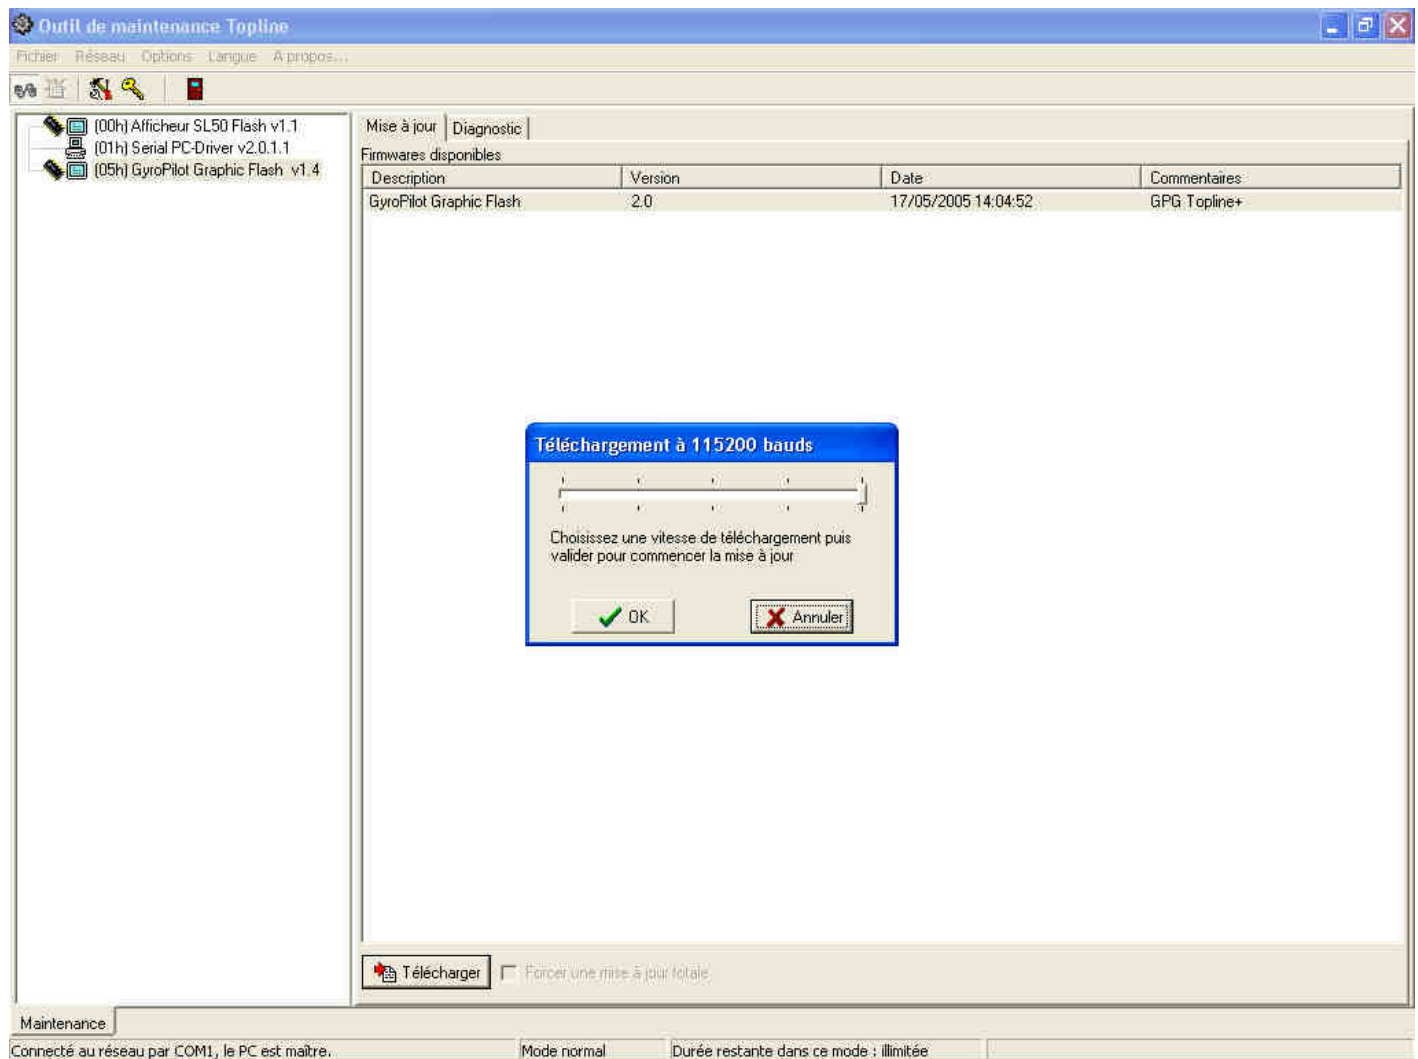 Outil de maintenance Topline
Fichier Réseau Options Langue A propos...
(00h) Afficheur SL50 Flash v1.1
(01h) Serial PC-Driver v2.0.1.1
(05h) GyroPilot Graphic Flash v1.4
Mise à jour Diagnostic
Firmwares disponibles
Description Version Date Commentaires
GyroPilot Graphic Flash 2.0 17/05/2005 14:04:52 GPG Topline+
Téléchargement à 115200 bauds
Choisissez une vitesse de téléchargement puis
valider pour commencer la mise à jour
OK Annuler
Télécharger Forcer une mise à jour totale
Maintenance
Connecté au réseau par COM1, le PC est maître. Mode normal Durée restante dans ce mode : illimitée